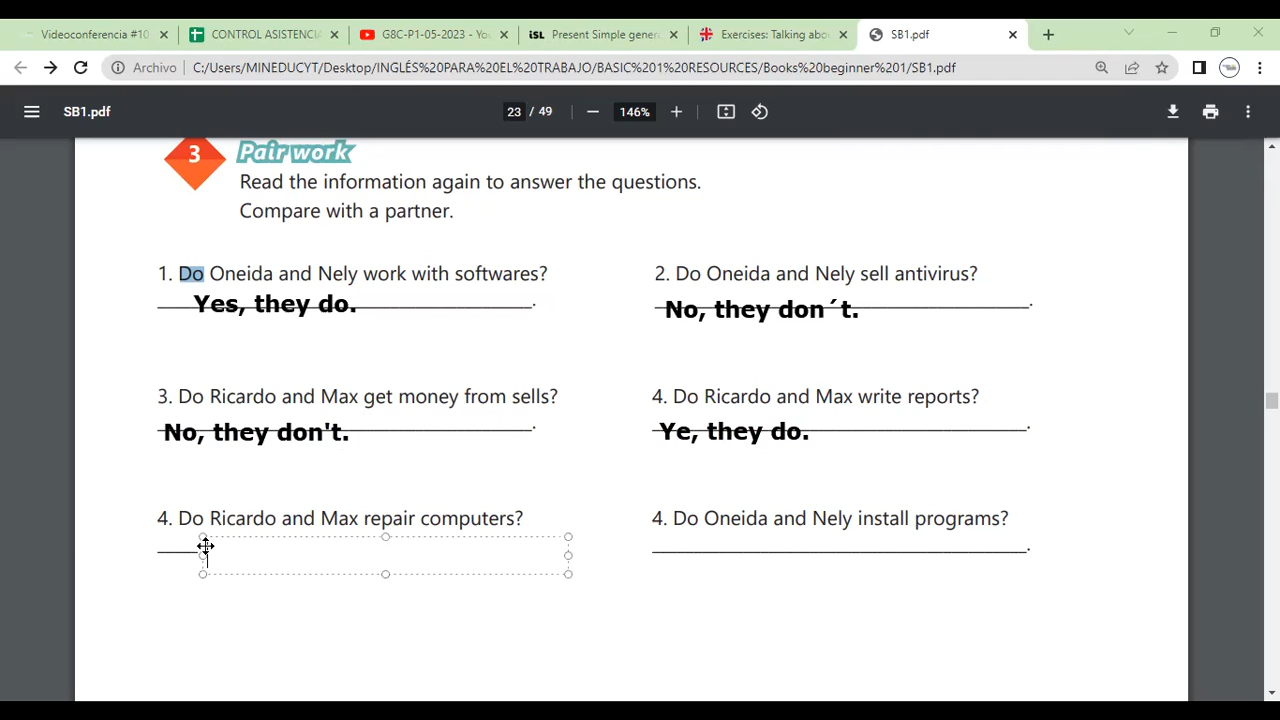 Videoconferencia #10
CONTROL ASISTENCIA
G8C-P1-05-2023 - You
iSL Present Simple gener
Exercises: Talking abou
SB1.pdf
Archivo C:/Users/MINEDUCYT/Desktop/INGLÉS%20PARA%20EL%20TRABAJO/BASIC%201%20RESOURCES/Books%20beginner%201/SB1.pdf
SB1.pdf
23 / 49
146%
3 Pair work
Read the information again to answer the questions.
Compare with a partner.
1. Do Oneida and Nely work with softwares?
Yes, they do.
2. Do Oneida and Nely sell antivirus?
No, they don´t.
3. Do Ricardo and Max get money from sells?
No, they don't.
4. Do Ricardo and Max write reports?
Ye, they do.
4. Do Ricardo and Max repair computers?
4. Do Oneida and Nely install programs?